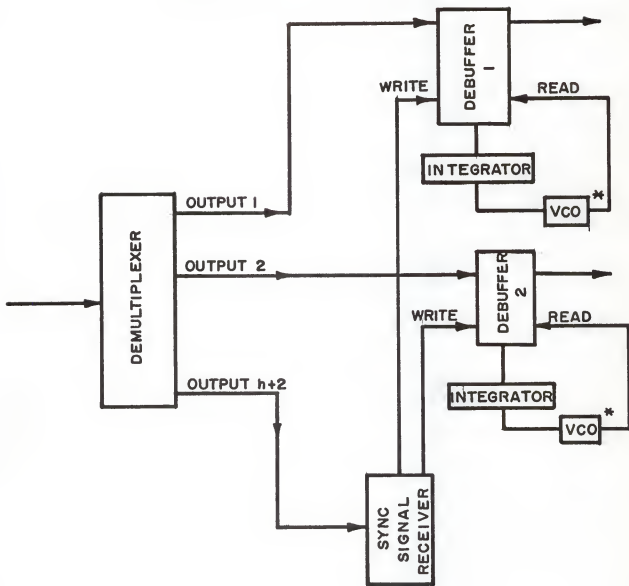 DEBUFFER
1
WRITE
READ
INTEGRATOR
VCO *
DEMULTIPLEXER
OUTPUT 1
OUTPUT 2
DEBUFFER
2
WRITE
READ
OUTPUT h+2
INTEGRATOR
VCO *
SYNC
SIGNAL
RECEIVER